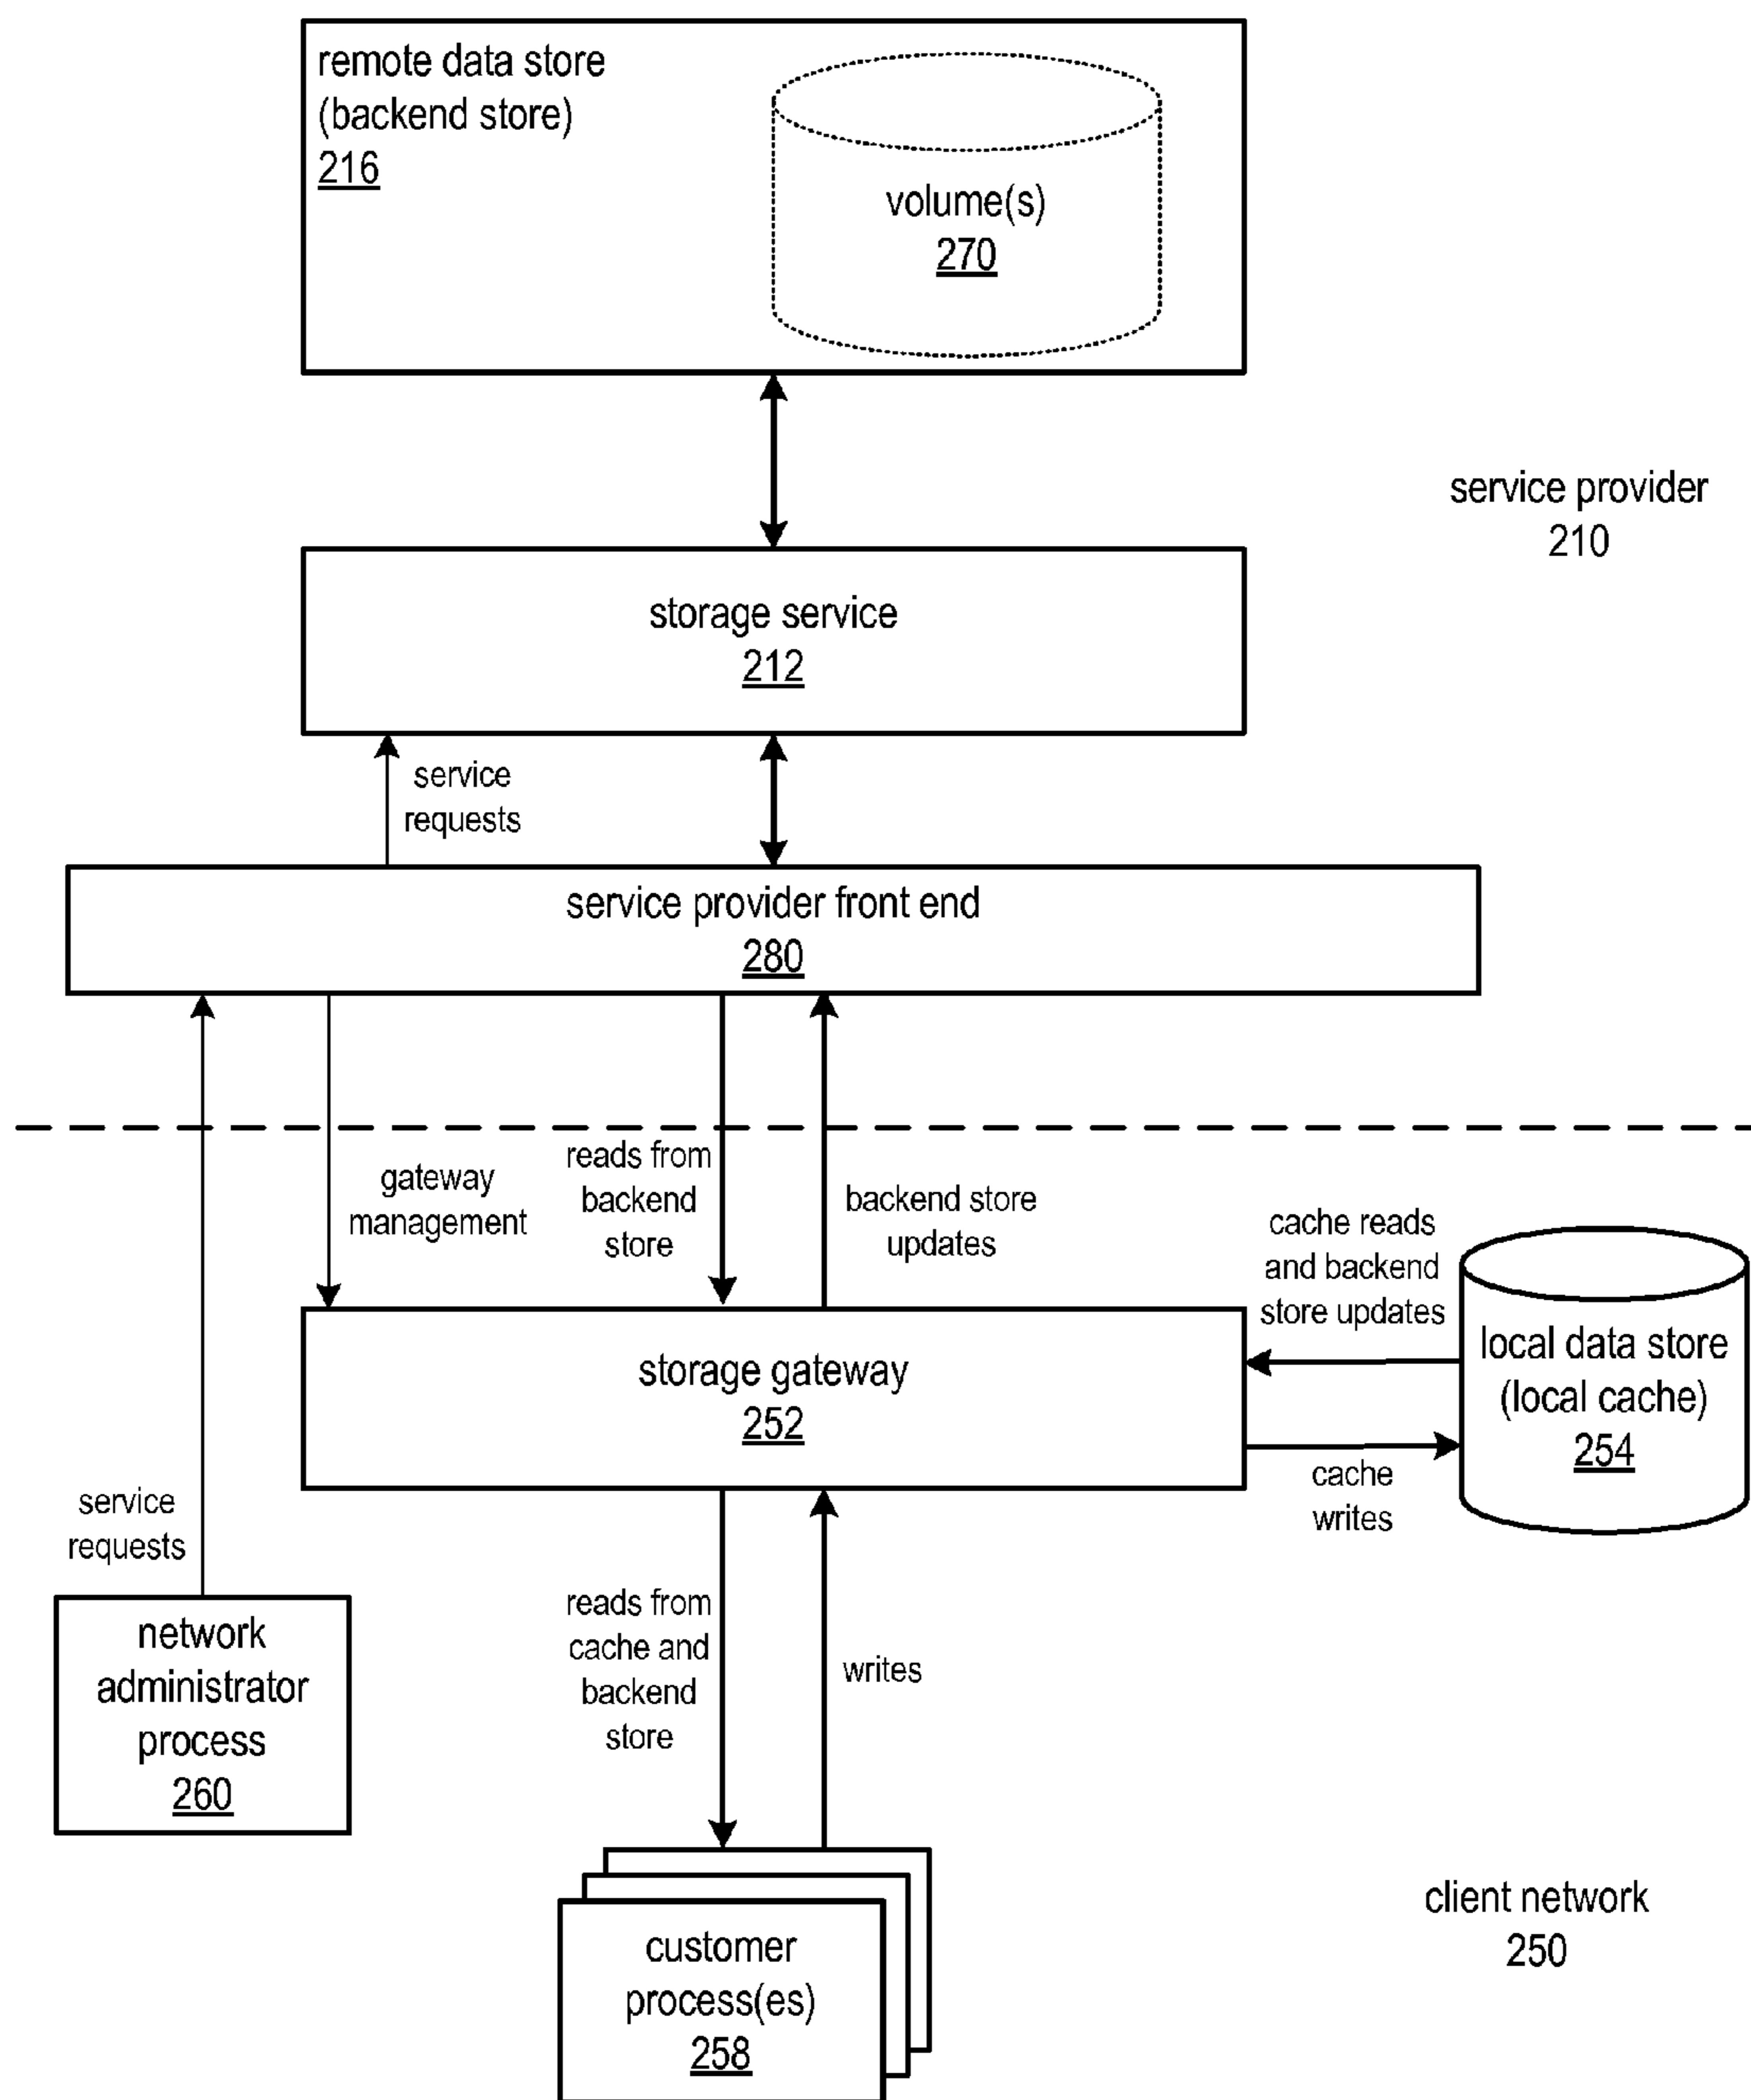 remote data store
(backend store)
216
volume(s)
270
service provider
210
storage service
212
service
requests
service provider front end
280
gateway
management
reads from
backend
store
backend store
updates
cache reads
and backend
store updates
local data store
(local cache)
254
storage gateway
252
cache
writes
service
requests
network
administrator
process
260
reads from
cache and
backend
store
writes
customer
process(es)
258
client network
250